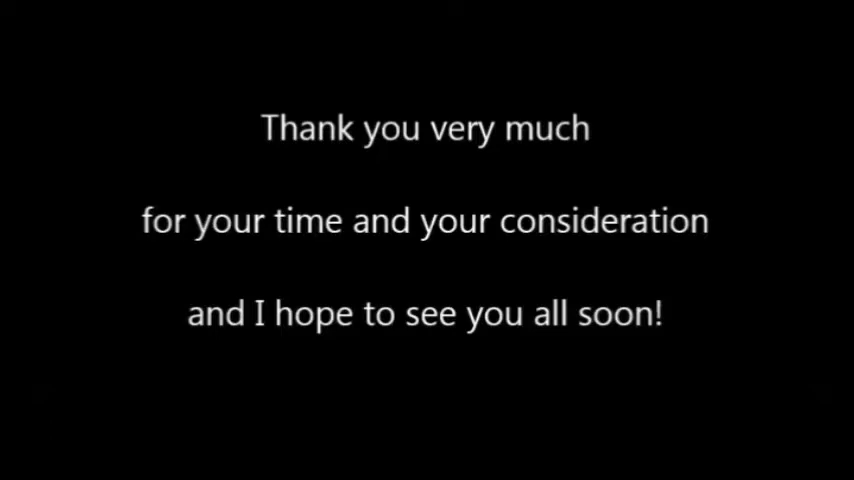 Thank you very much
for your time and your consideration
and I hope to see you all soon!